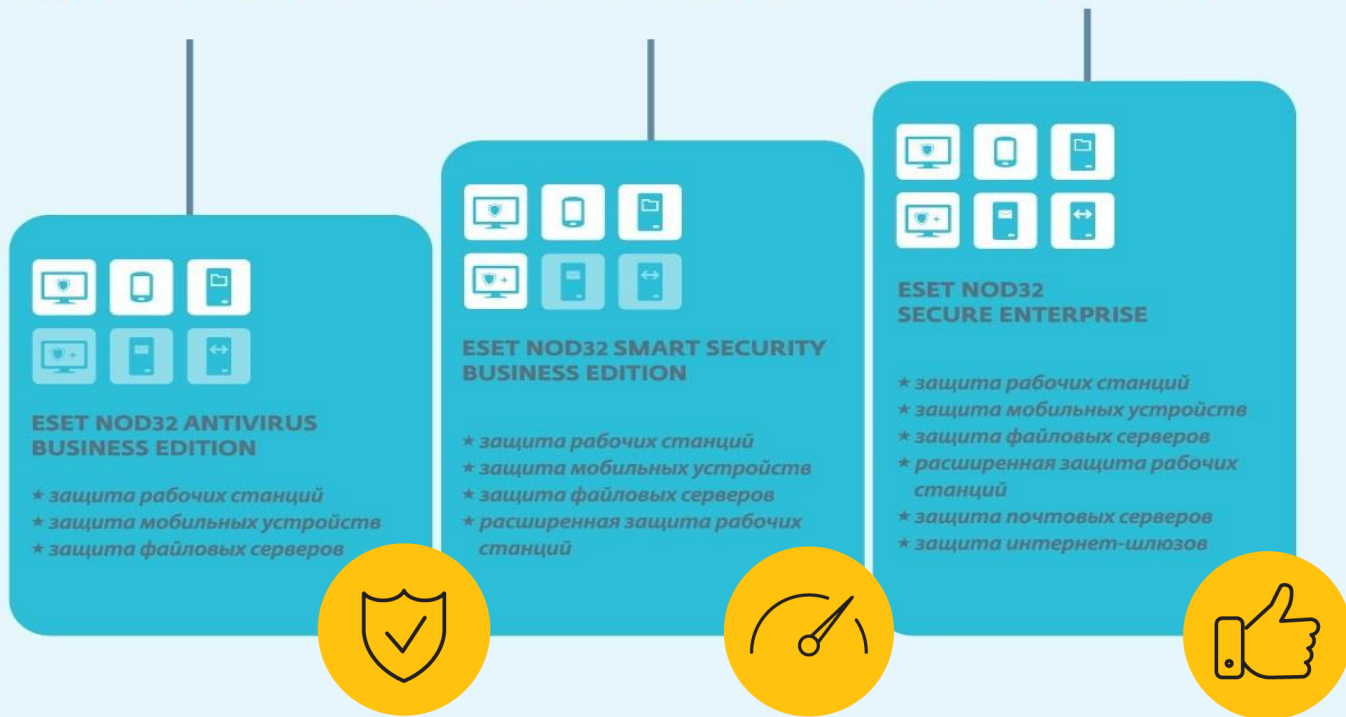 ESET NOD32 ANTIVIRUS
BUSINESS EDITION
★ защита рабочих станций
★ защита мобильных устройств
★ защита файловых серверов
ESET NOD32 SMART SECURITY
BUSINESS EDITION
★ защита рабочих станций
★ защита мобильных устройств
★ защита файловых серверов
★ расширенная защита рабочих
станций
ESET NOD32
SECURE ENTERPRISE
★ защита рабочих станций
★ защита мобильных устройств
★ защита файловых серверов
★ расширенная защита рабочих
станций
★ защита почтовых серверов
★ защита интернет-шлюзов